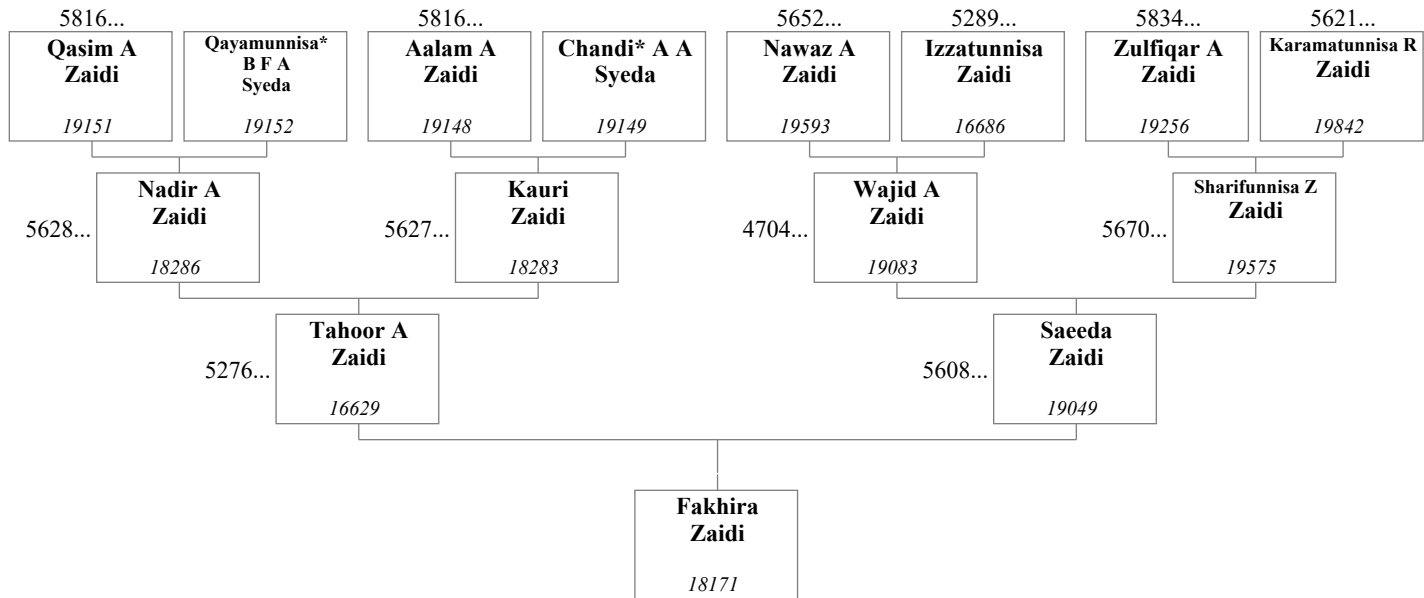 5816...
5816...
5652...
5289...
5834...
5621...
Qasim A
Zaidi
19151
Qayamunnisa*
B F A
Syeda
19152
Aalam A
Zaidi
19148
Chandi* A A
Syeda
19149
Nawaz A
Zaidi
19593
Izzatunnisa
Zaidi
16686
Zulfiqar A
Zaidi
19256
Karamatunnisa R
Zaidi
19842
5628...
Nadir A
Zaidi
18286
5627...
Kauri
Zaidi
18283
4704...
Wajid A
Zaidi
19083
5670...
Sharifunnisa Z
Zaidi
19575
5276...
Tahoor A
Zaidi
16629
5608...
Saeeda
Zaidi
19049
Fakhira
Zaidi
18171